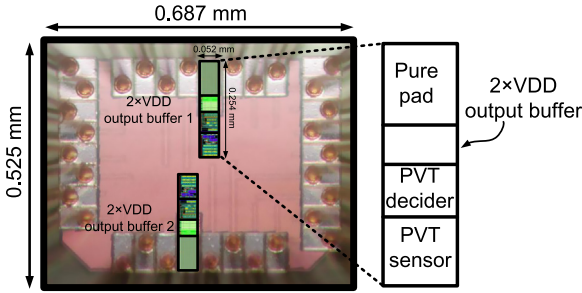 0.687 mm
0.525 mm
0.052 mm
0.254 mm
2×VDD
output buffer 1
2×VDD
output buffer 2
Pure
pad
2×VDD
output buffer
PVT
decider
PVT
sensor